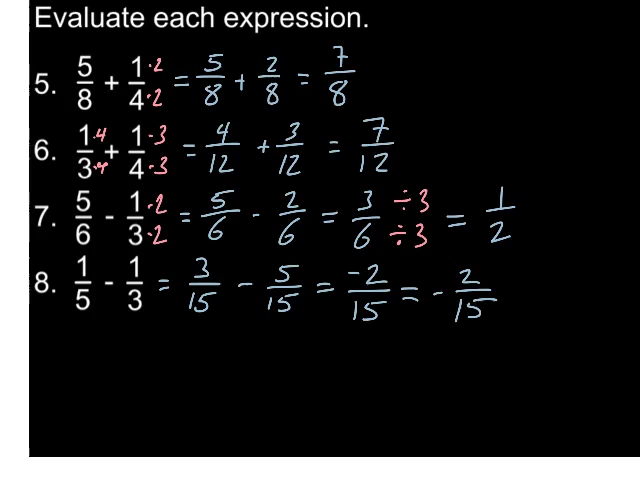 Evaluate each expression.
5. 5/8 + 1·2/4·2 = 5/8 + 2/8 = 7/8
6. 1·4/3·4 + 1·3/4·3 = 4/12 + 3/12 = 7/12
7. 5/6 - 1·2/3·2 = 5/6 - 2/6 = 3÷3/6÷3 = 1/2
8. 1/5 - 1/3 = 3/15 - 5/15 = -2/15 = - 2/15